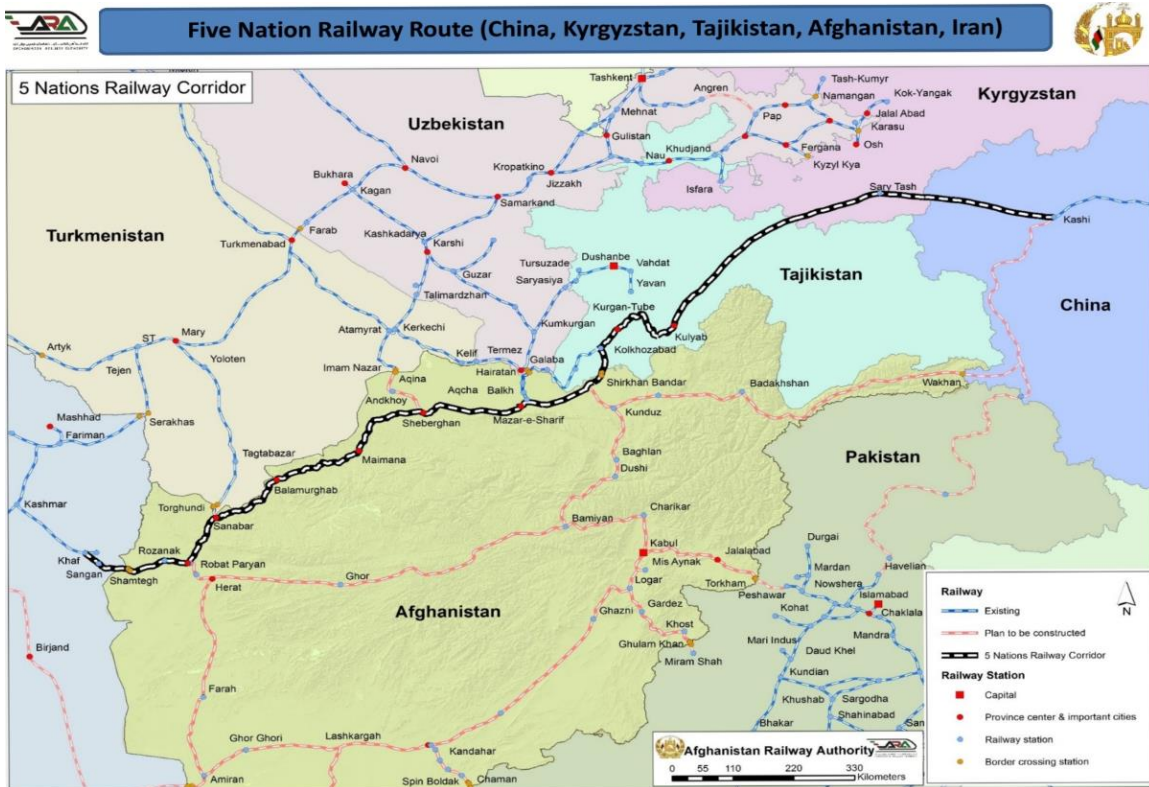 ARA
AFGHANISTAN RAILWAY AUTHORITY
Five Nation Railway Route (China, Kyrgyzstan, Tajikistan, Afghanistan, Iran)
5 Nations Railway Corridor
Tashkent
Angren
Tash-Kumyr
Namangan
Kok-Yangak
Kyrgyzstan
Mehnat
Pap
Jalal Abad
Karasu
Uzbekistan
Gulistan
Khudjand
Nau
Fergana
Osh
Kyzyl Kya
Navoi
Kropatkino
Jizzakh
Isfara
Sary Tash
Bukhara
Kagan
Samarkand
Kashi
Turkmenistan
Farab
Turkmenabad
Kashkadarya
Karshi
Tursuzade
Dushanbe
Vahdat
Tajikistan
Saryasiya
Yavan
Guzar
Talimardzhan
Kurgan-Tube
China
Mary
ST
Atamyrat
Kerkechi
Kumkurgan
Kulyab
Artyk
Tejen
Yoloten
Kolkhozabad
Imam Nazar
Kelif
Termez
Galaba
Aqina
Hairatan
Shirkhan Bandar
Badakhshan
Wakhan
Andkhoy
Aqcha
Balkh
Mashhad
Fariman
Serakhas
Sheberghan
Mazar-e-Sharif
Kunduz
Tagtabazar
Maimana
Baghlan
Pakistan
Dushi
Kashmar
Torghundi
Balamurghab
Sanabar
Bamiyan
Charikar
Durgai
Khaf
Rozanak
Kabul
Jalalabad
Mardan
Havelian
Sangan
Shamtegh
Robat Paryan
Mis Aynak
Nowshera
Herat
Ghor
Torkham
Peshawar
Islamabad
Logar
Kohat
Chaklala
Afghanistan
Ghazni
Gardez
Mandra
Khost
Mari Indus
Birjand
Ghulam Khan
Daud Khel
Miram Shah
Kundian
Farah
Khushab
Sargodha
Shahinabad
Ghor Ghori
Lashkargah
Bhakar
San
Kandahar
Amiran
Spin Boldak
Chaman
Afghanistan Railway Authority
ARA
0 55 110 220 330
Kilometers
Railway
N
Existing
Plan to be constructed
5 Nations Railway Corridor
Railway Station
Capital
Province center & important cities
Railway station
Border crossing station